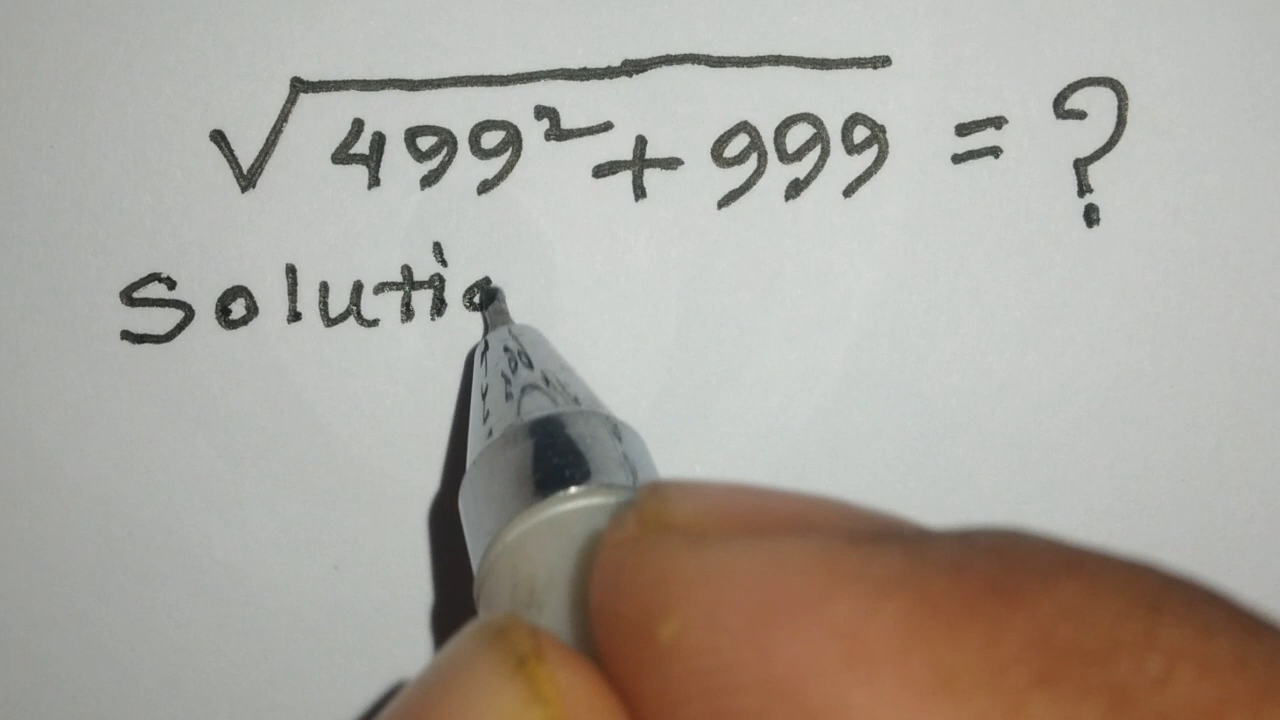 √499² + 999 = ?
Solutio